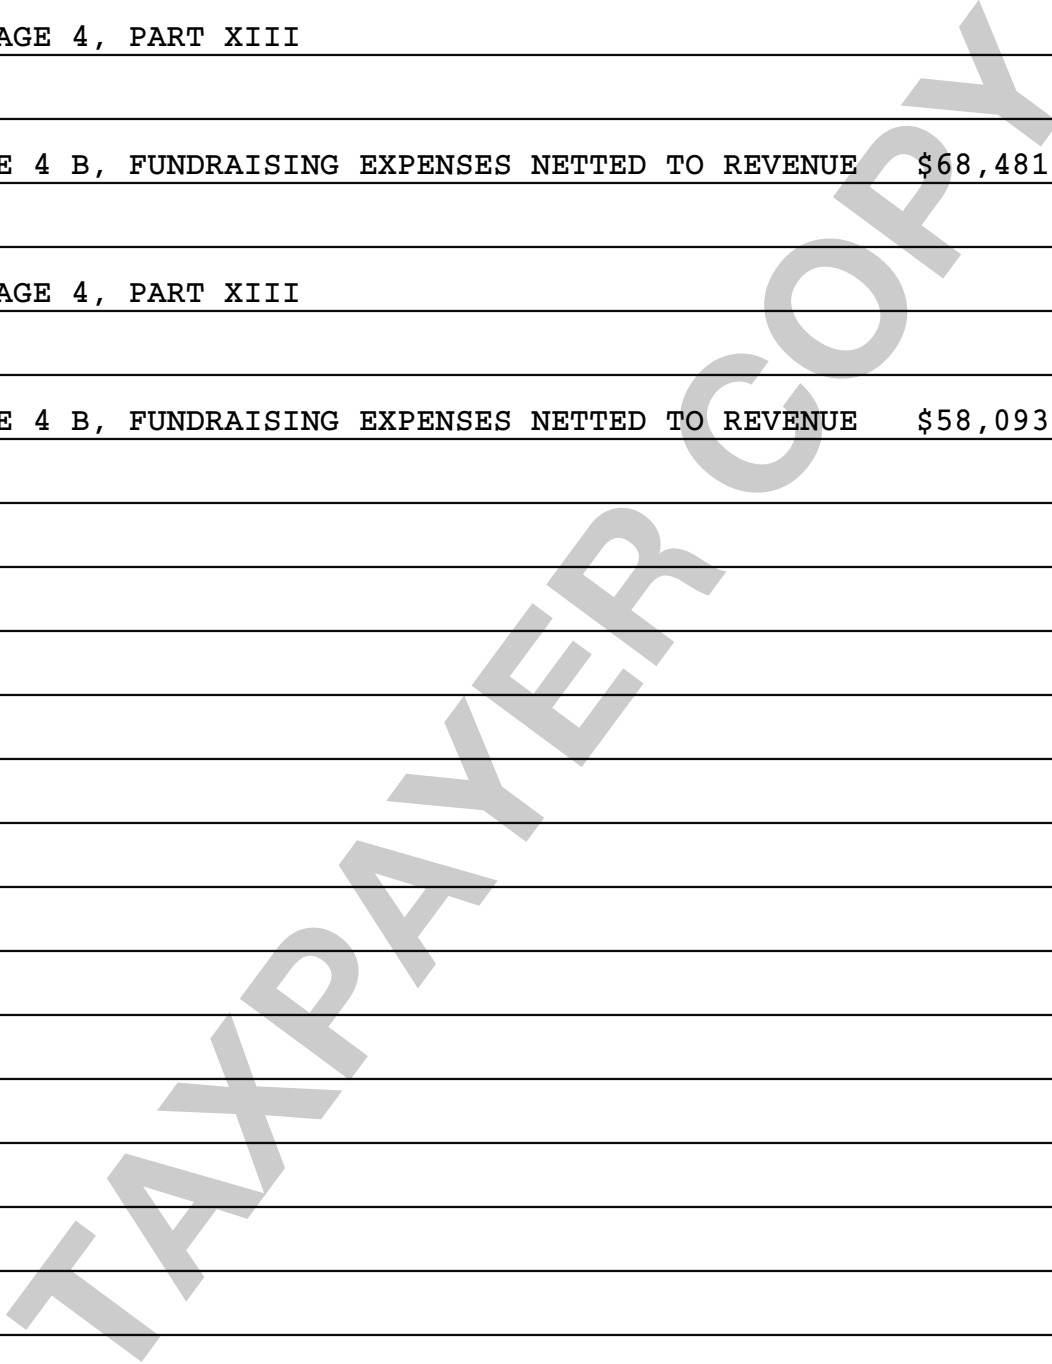 AGE 4, PART XIII
E 4 B, FUNDRAISING EXPENSES NETTED TO REVENUE $68,481
AGE 4, PART XIII
E 4 B, FUNDRAISING EXPENSES NETTED TO REVENUE $58,093
TAXPAYER COPY